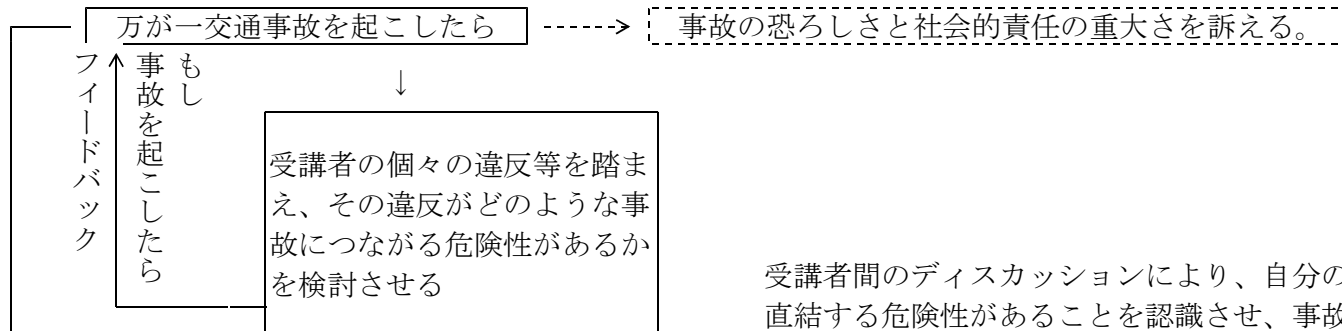 万が一交通事故を起こしたら
事故の恐ろしさと社会的責任の重大さを訴える。
もし
事故を起こしたら
フィードバック
↓
受講者の個々の違反等を踏ま
え、その違反がどのような事
故につながる危険性があるか
を検討させる
受講者間のディスカッションにより、自分の
直結する危険性があることを認識させ、事故